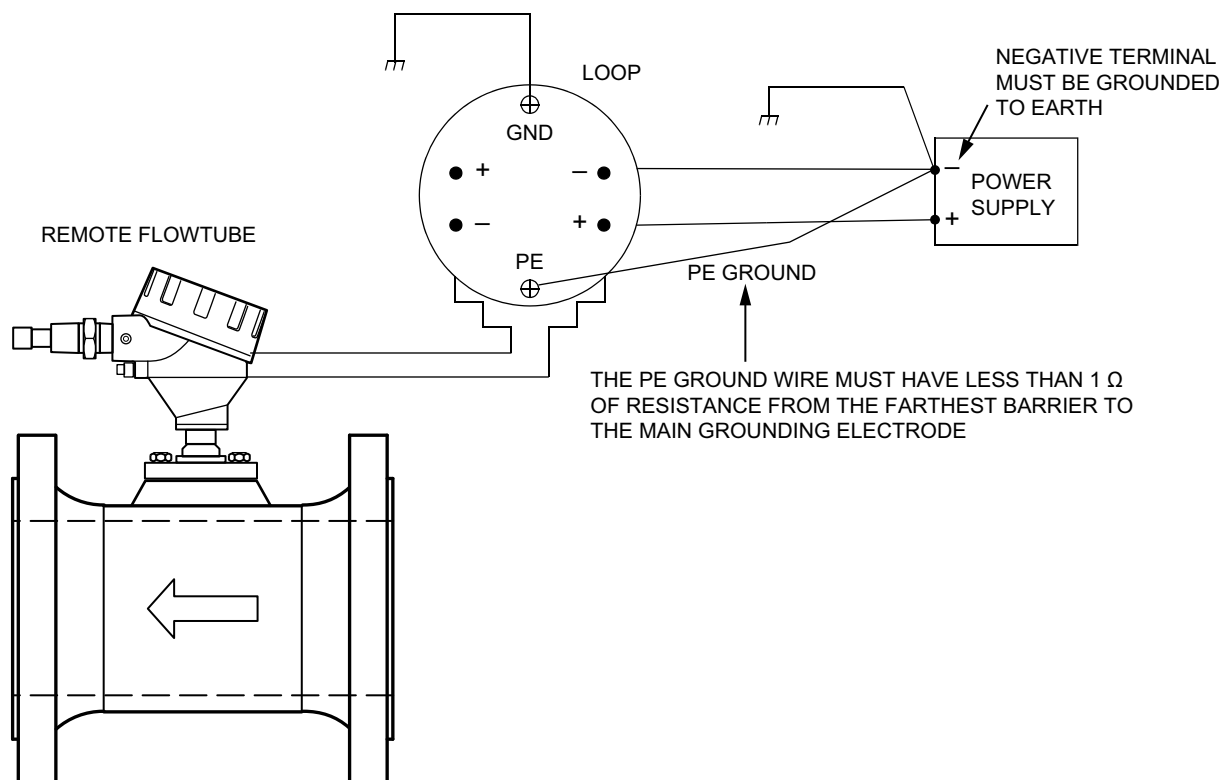 LOOP
NEGATIVE TERMINAL
MUST BE GROUNDED
TO EARTH
GND
+
–
–
+
–
+
POWER
SUPPLY
REMOTE FLOWTUBE
PE
PE GROUND
THE PE GROUND WIRE MUST HAVE LESS THAN 1 Ω
OF RESISTANCE FROM THE FARTHEST BARRIER TO
THE MAIN GROUNDING ELECTRODE